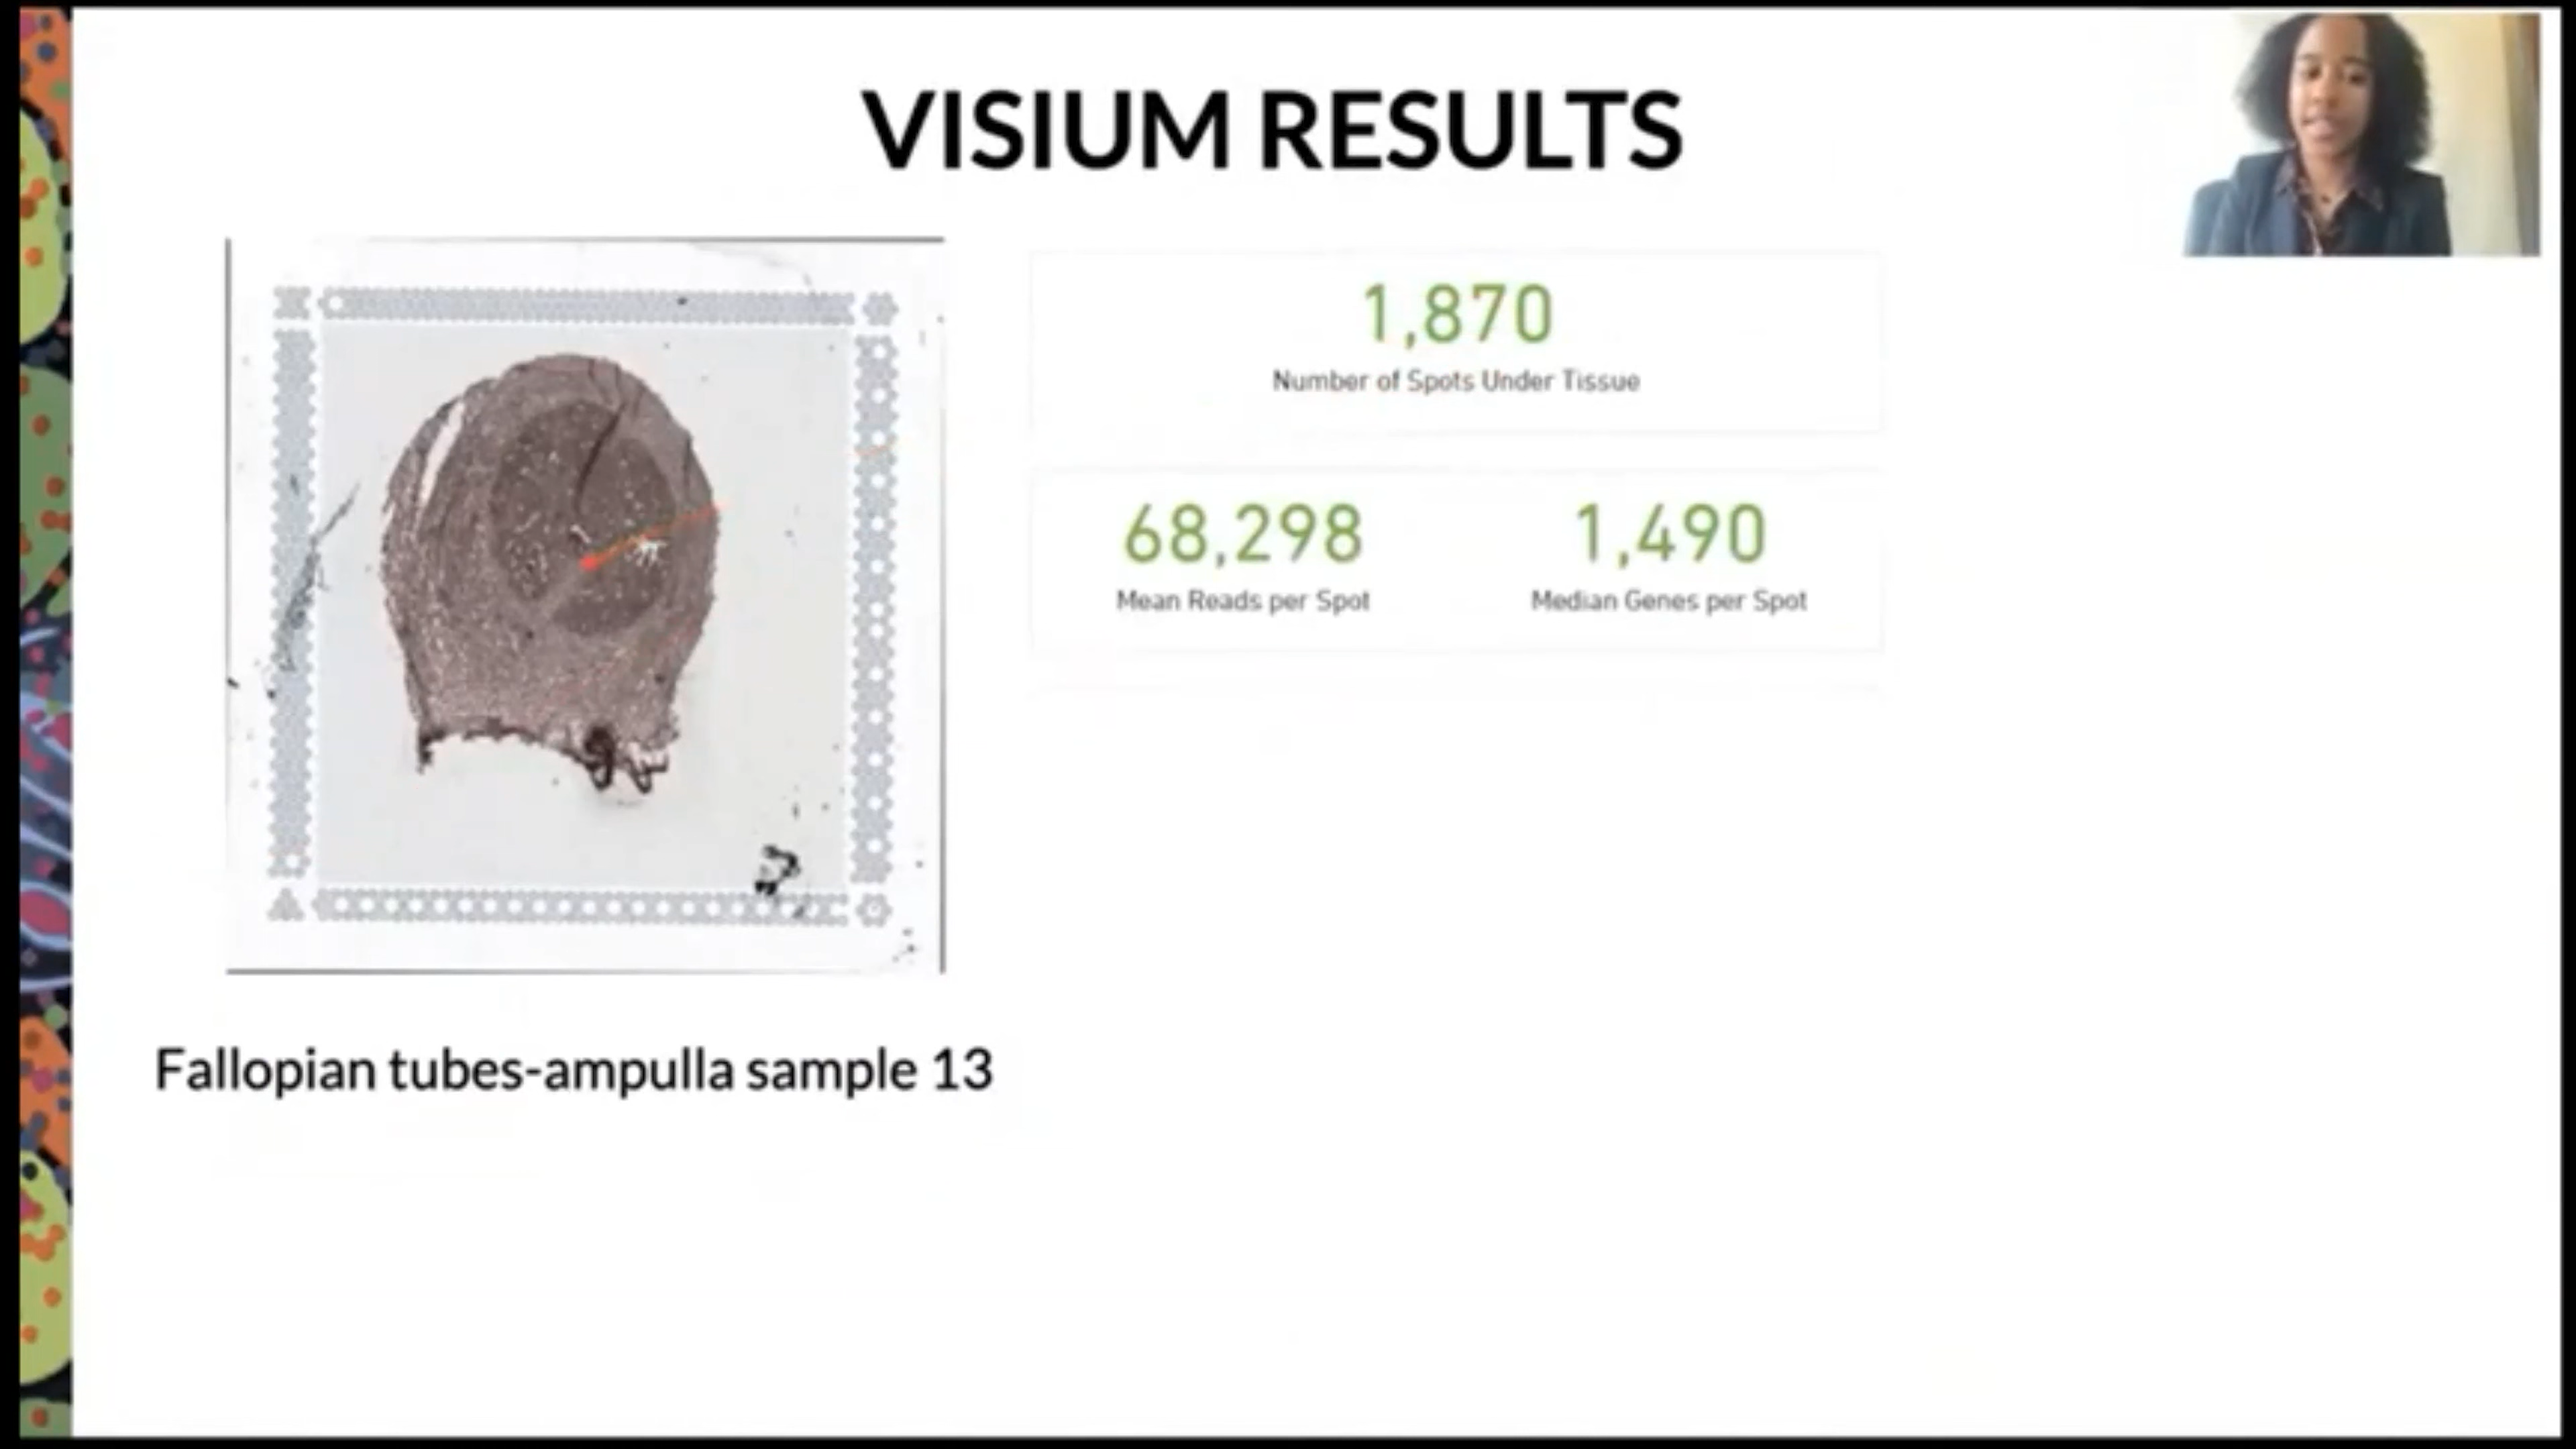 VISIUM RESULTS
1,870
Number of Spots Under Tissue
68,298
Mean Reads per Spot
1,490
Median Genes per Spot
Fallopian tubes-ampulla sample 13